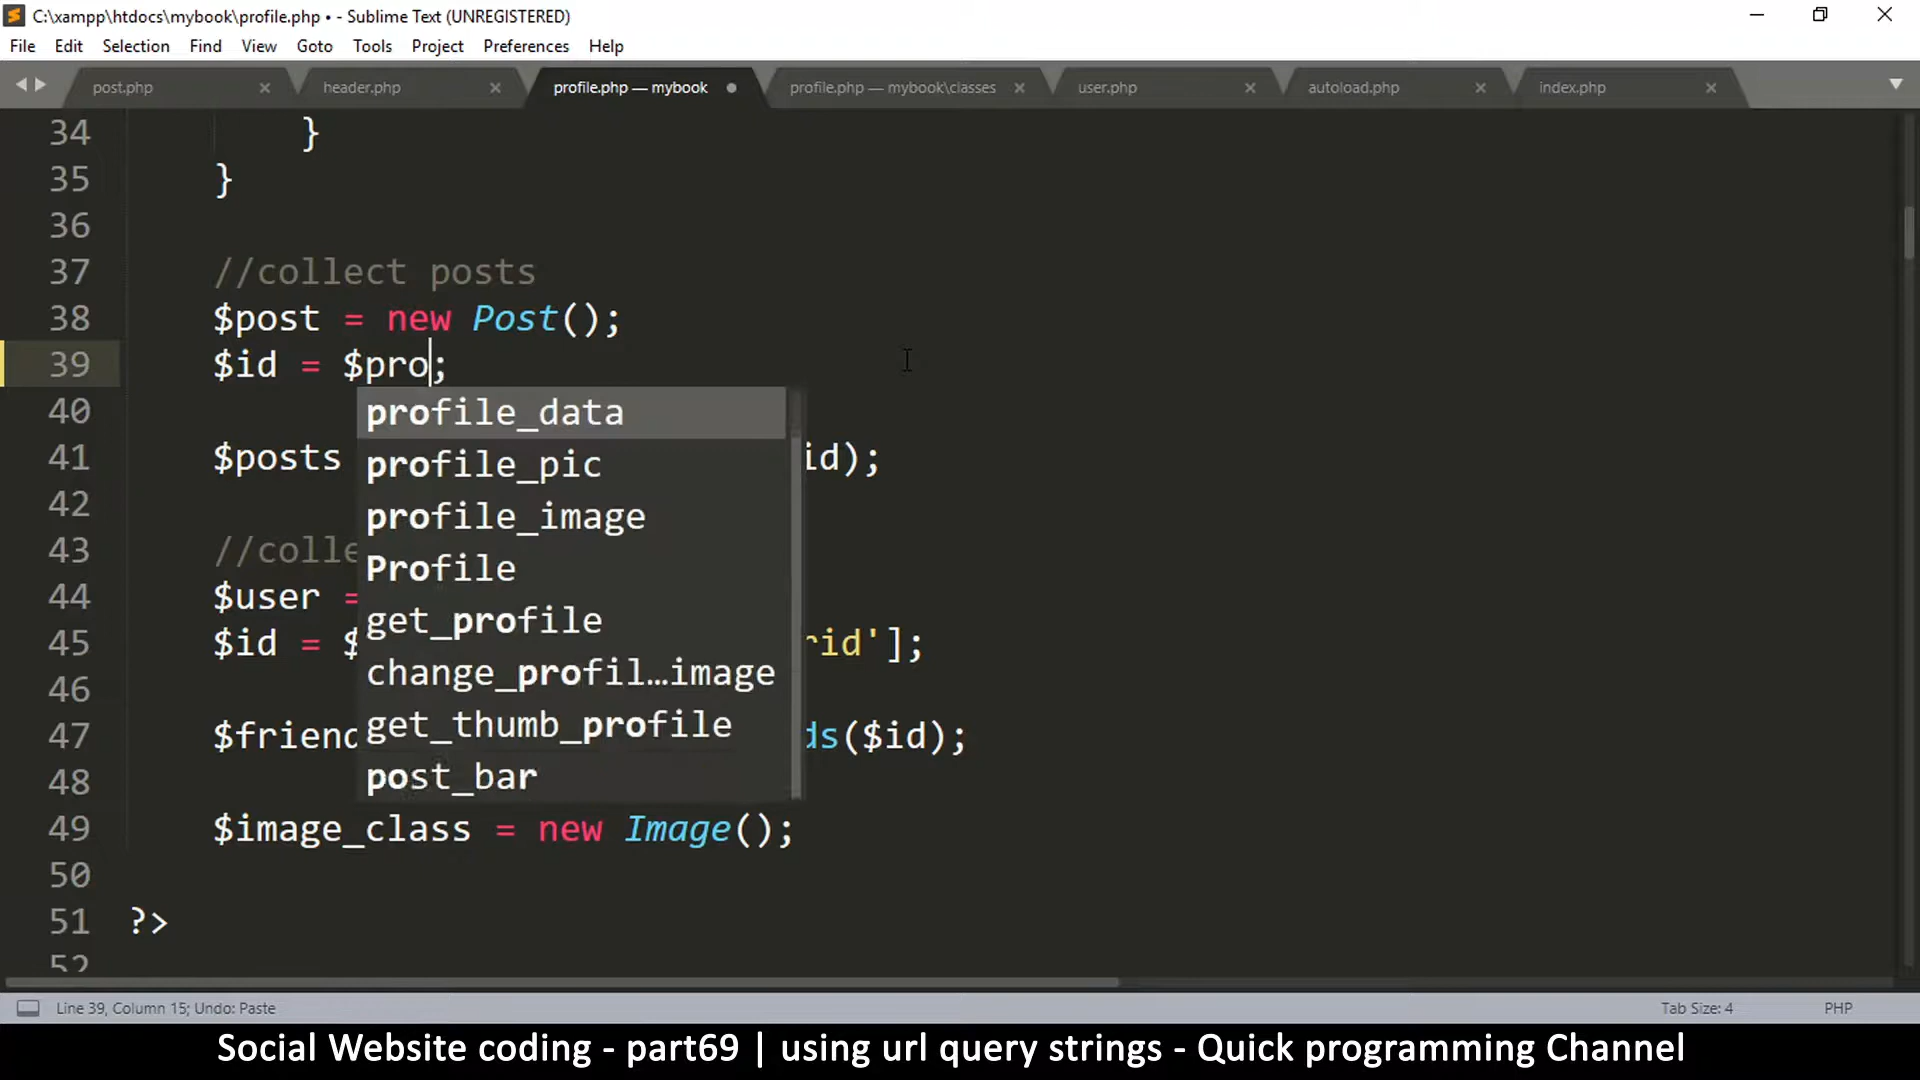 C:\xampp\htdocs\mybook\profile.php • - Sublime Text (UNREGISTERED)
File Edit Selection Find View Goto Tools Project Preferences Help
post.php header.php profile.php — mybook profile.php — mybook\classes user.php autoload.php index.php
34 }
35 }
36
37 //collect posts
38 $post = new Post();
39 $id = $pro;
profile_data
40
profile_pic
41 $posts id);
profile_image
42
43 //colle
Profile
44 $user =
get_profile
45 $id = $ rid'];
change_profil…image
46
get_thumb_profile
47 $friend ds($id);
post_bar
48
49 $image_class = new Image();
50
51 ?>
52
Line 39, Column 15; Undo: Paste Tab Size: 4 PHP
Social Website coding - part69 | using url query strings - Quick programming Channel